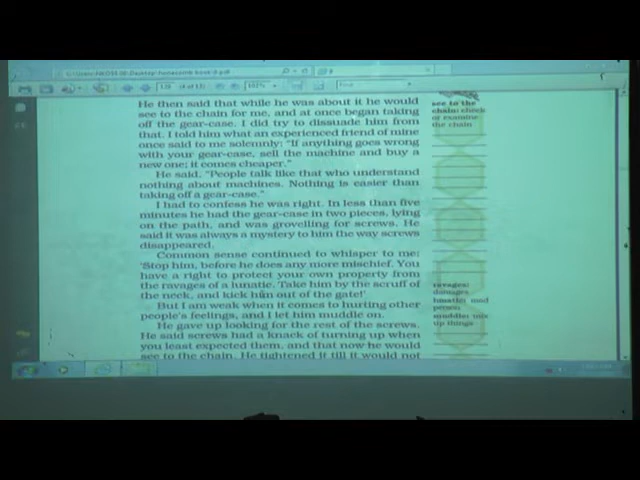 He then said that while he was about it he would
see to the chain for me, and at once began taking
off the gear-case. I did try to dissuade him from
that. I told him what an experienced friend of mine
once said to me solemnly: "If anything goes wrong
with your gear-case, sell the machine and buy a
new one; it comes cheaper."
He said, "People talk like that who understand
nothing about machines. Nothing is easier than
taking off a gear-case."
I had to confess he was right. In less than five
minutes he had the gear-case in two pieces, lying
on the path, and was grovelling for screws. He
said it was always a mystery to him the way screws
disappeared.
Common sense continued to whisper to me:
'Stop him, before he does any more mischief. You
have a right to protect your own property from
the ravages of a lunatic. Take him by the scruff of
the neck, and kick him out of the gate!'
But I am weak when it comes to hurting other
people's feelings, and I let him muddle on.
He gave up looking for the rest of the screws.
He said screws had a knack of turning up when
you least expected them, and that now he would
see to the chain. He tightened it till it would not
see to the
chain: check
or examine
the chain
ravages:
damages
lunatic: mad
person
muddle: mix
up things